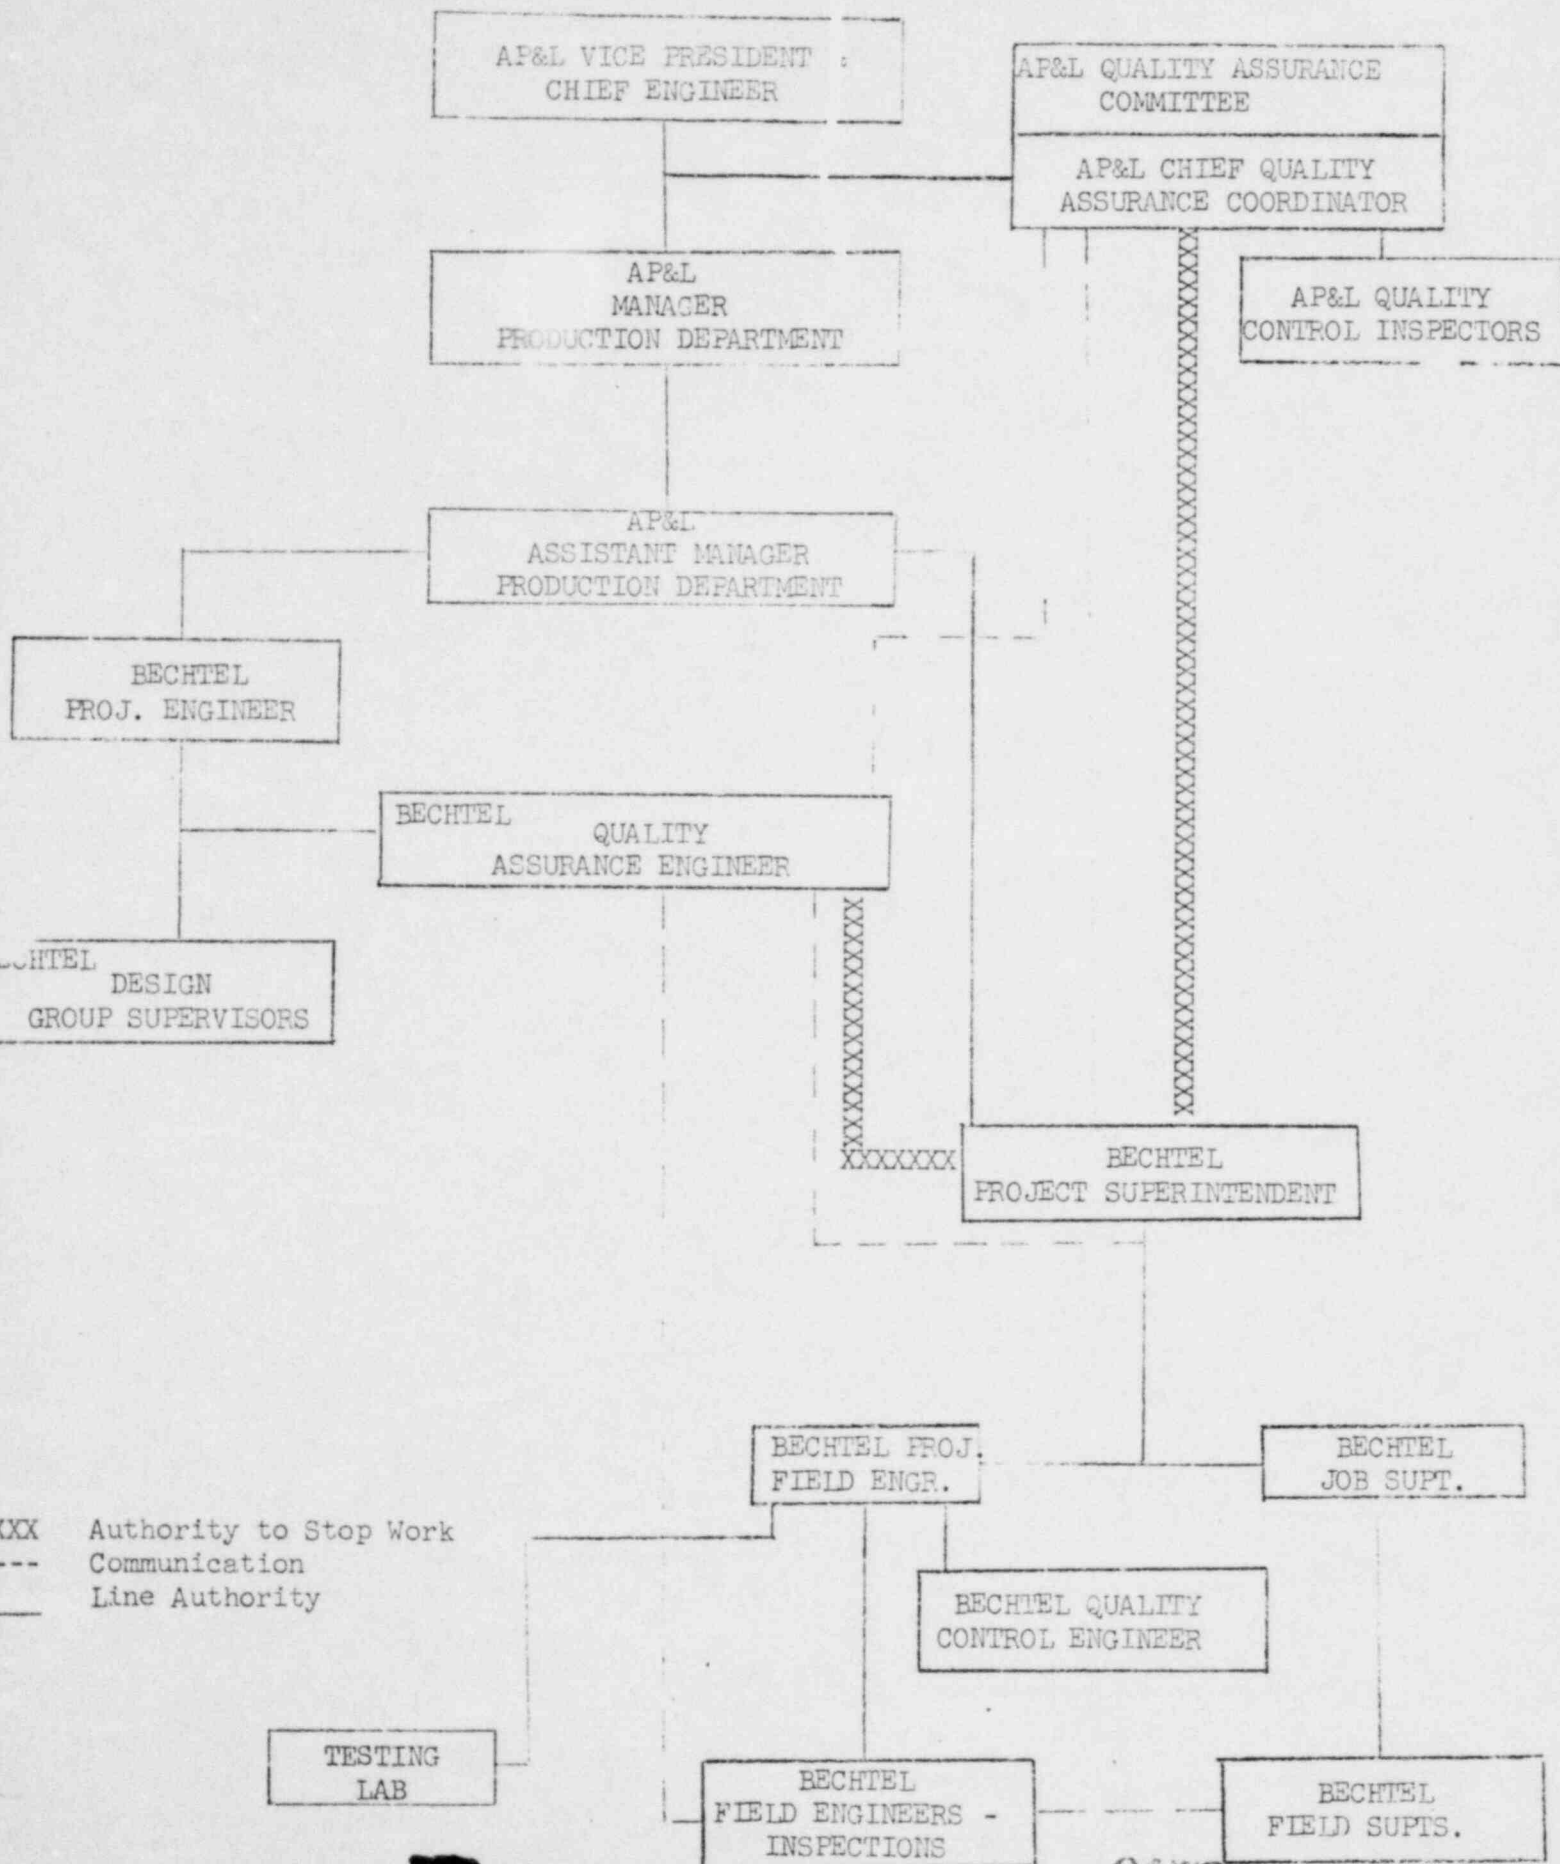 AP&L VICE PRESIDENT :
CHIEF ENGINEER
AP&L QUALITY ASSURANCE
COMMITTEE
AP&L CHIEF QUALITY
ASSURANCE COORDINATOR
AP&L
MANAGER
PRODUCTION DEPARTMENT
AP&L QUALITY
CONTROL INSPECTORS
AP&L
ASSISTANT MANAGER
PRODUCTION DEPARTMENT
BECHTEL
PROJ. ENGINEER
BECHTEL
QUALITY
ASSURANCE ENGINEER
DESIGN
GROUP SUPERVISORS
BECHTEL
PROJECT SUPERINTENDENT
BECHTEL PROJ.
FIELD ENGR.
BECHTEL
JOB SUPT.
XXX Authority to Stop Work
--- Communication
Line Authority
BECHTEL QUALITY
CONTROL ENGINEER
TESTING
LAB
BECHTEL
FIELD ENGINEERS -
INSPECTIONS
BECHTEL
FIELD SUPTS.